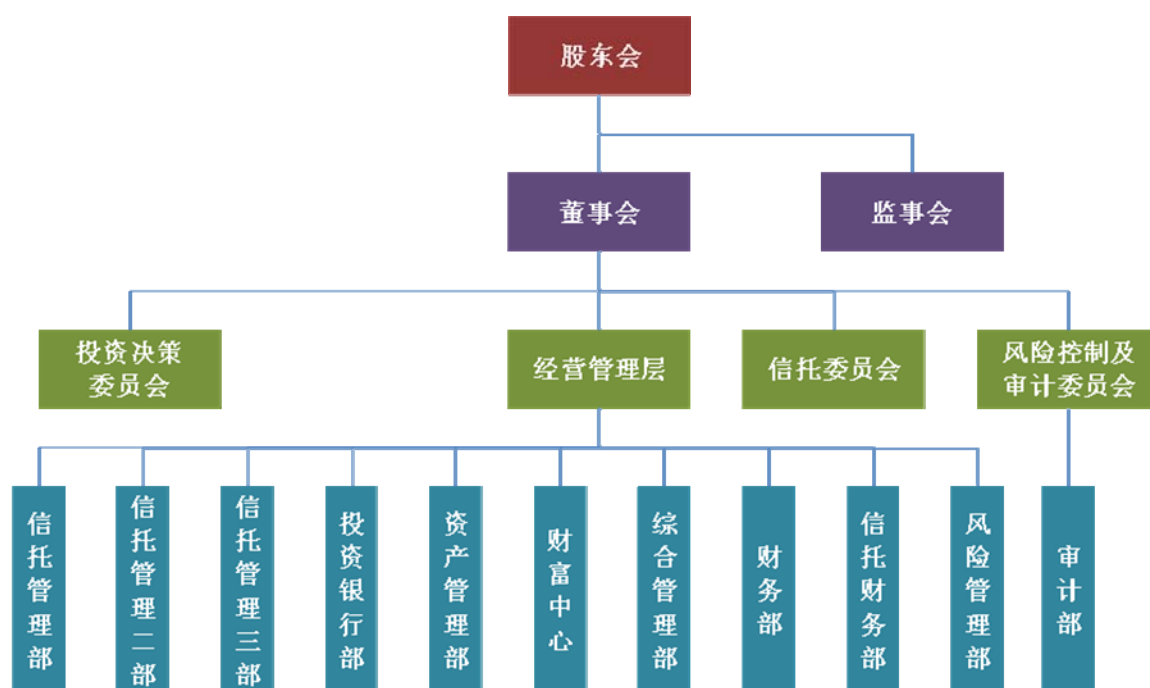 股东会
董事会
监事会
投资决策
委员会
经营管理层
信托委员会
风险控制及
审计委员会
信托管理部
信托管理二部
信托管理三部
投资银行部
资产管理部
财富中心
综合管理部
财务部
信托财务部
风险管理部
审计部